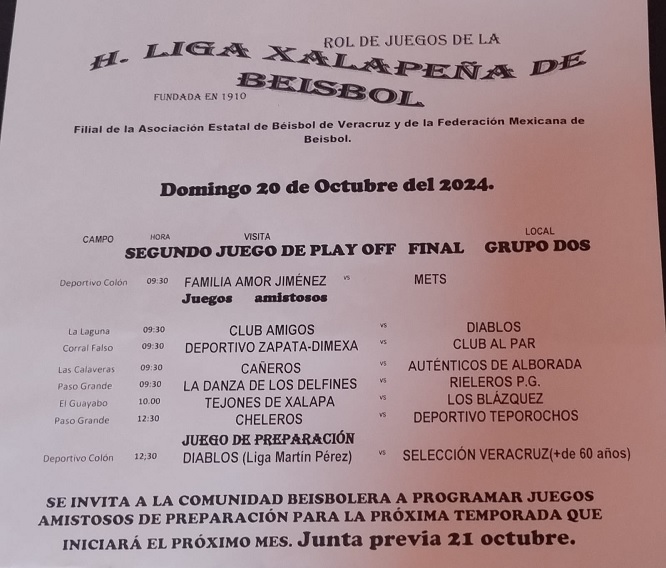 ROL DE JUEGOS DE LA
H. LIGA XALAPEÑA DE
BEISBOL
FUNDADA EN 1910
Filial de la Asociación Estatal de Béisbol de Veracruz y de la Federación Mexicana de
Beisbol.
Domingo 20 de Octubre del 2024.
CAMPO HORA VISITA LOCAL
SEGUNDO JUEGO DE PLAY OFF FINAL GRUPO DOS
Deportivo Colón 09:30 FAMILIA AMOR JIMÉNEZ vs METS
Juegos amistosos
La Laguna 09:30 CLUB AMIGOS vs DIABLOS
Corral Falso 09:30 DEPORTIVO ZAPATA-DIMEXA vs CLUB AL PAR
Las Calaveras 09:30 CAÑEROS vs AUTÉNTICOS DE ALBORADA
Paso Grande 09:30 LA DANZA DE LOS DELFINES vs RIELEROS P.G.
El Guayabo 10.00 TEJONES DE XALAPA vs LOS BLÁZQUEZ
Paso Grande 12:30 CHELEROS vs DEPORTIVO TEPOROCHOS
JUEGO DE PREPARACIÓN
Deportivo Colón 12;30 DIABLOS (Liga Martín Pérez) vs SELECCIÓN VERACRUZ(+de 60 años)
SE INVITA A LA COMUNIDAD BEISBOLERA A PROGRAMAR JUEGOS
AMISTOSOS DE PREPARACIÓN PARA LA PRÓXIMA TEMPORADA QUE
INICIARÁ EL PRÓXIMO MES. Junta previa 21 octubre.